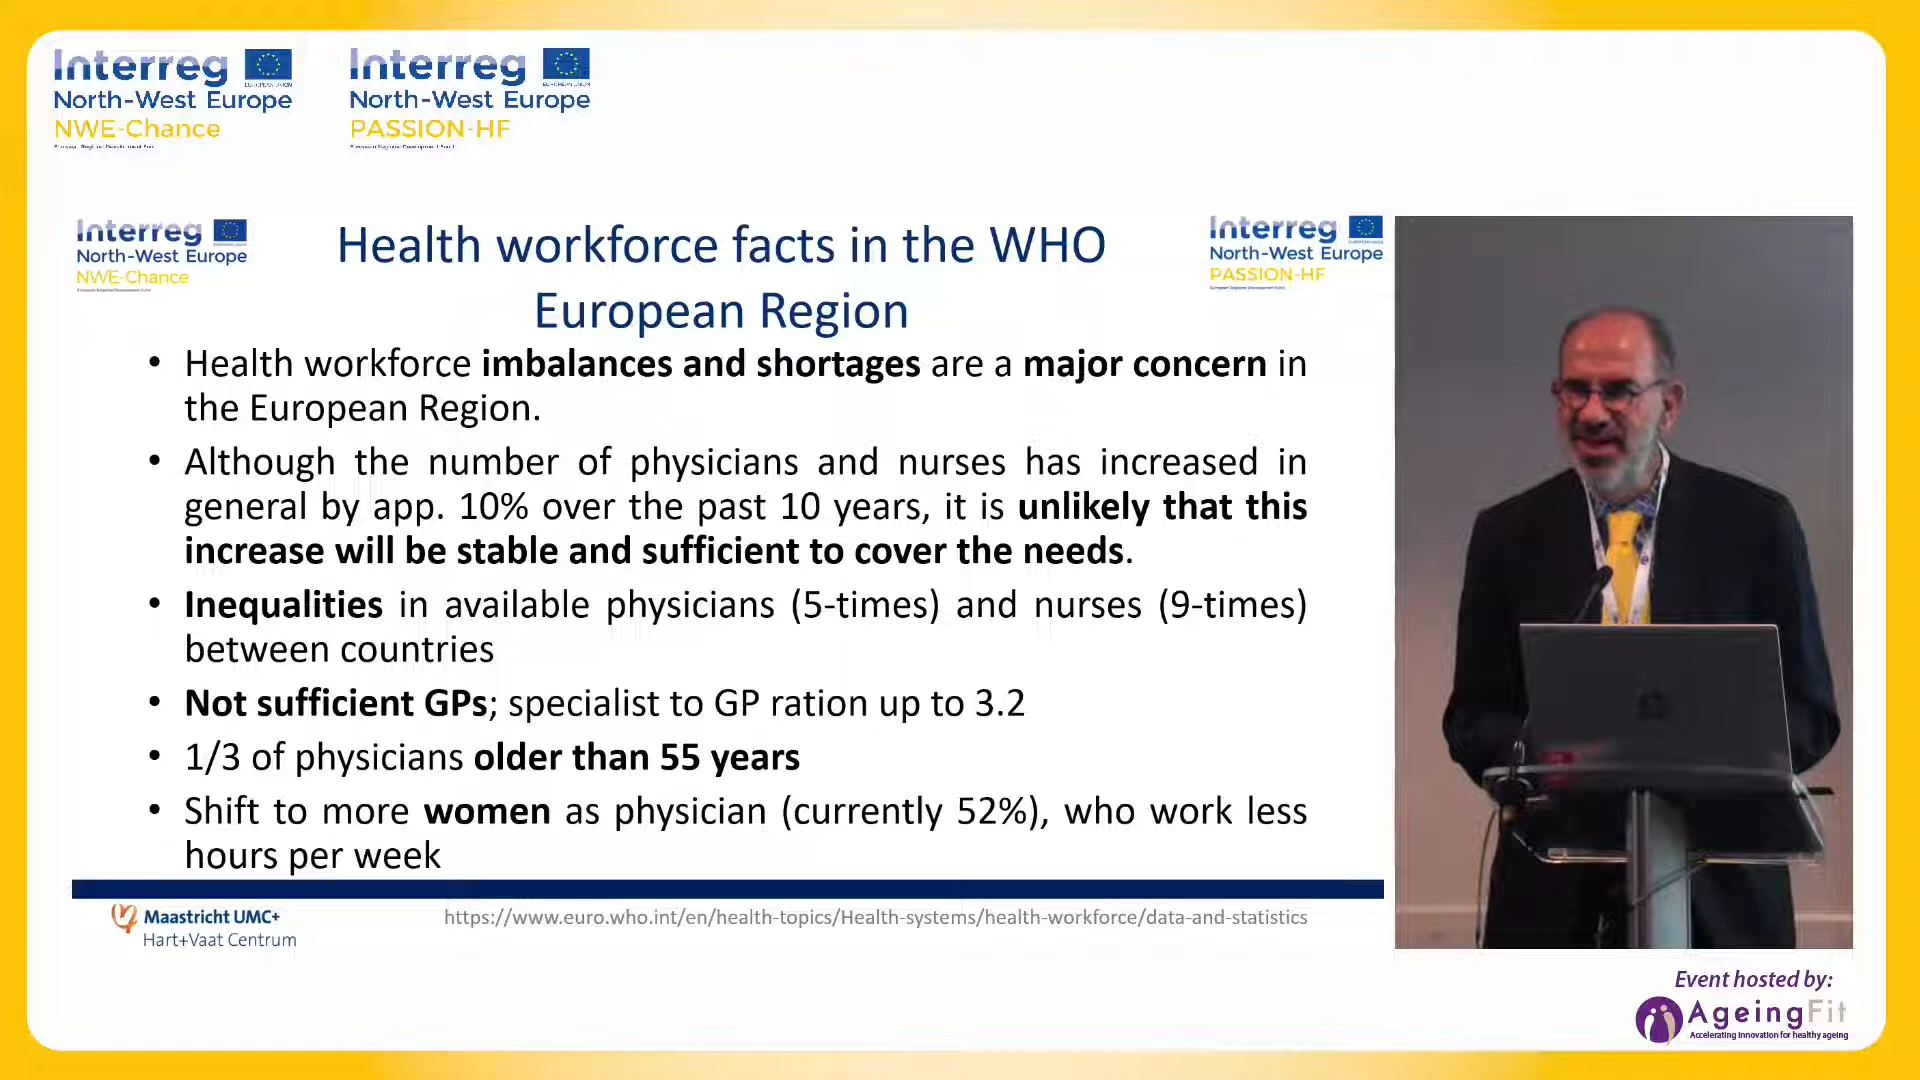 Interreg
North-West Europe
NWE-Chance
Interreg
EUROPEAN UNION
North-West Europe
PASSION-HF
Interreg
North-West Europe
NWE-Chance
Health workforce facts in the WHO
European Region
Interreg
North-West Europe
PASSION-HF
• Health workforce imbalances and shortages are a major concern in
the European Region.
• Although the number of physicians and nurses has increased in
general by app. 10% over the past 10 years, it is unlikely that this
increase will be stable and sufficient to cover the needs.
• Inequalities in available physicians (5-times) and nurses (9-times)
between countries
• Not sufficient GPs; specialist to GP ration up to 3.2
• 1/3 of physicians older than 55 years
• Shift to more women as physician (currently 52%), who work less
hours per week
Maastricht UMC+
Hart+Vaat Centrum
https://www.euro.who.int/en/health-topics/Health-systems/health-workforce/data-and-statistics
Event hosted by:
AgeingFit
Accelerating innovation for healthy ageing